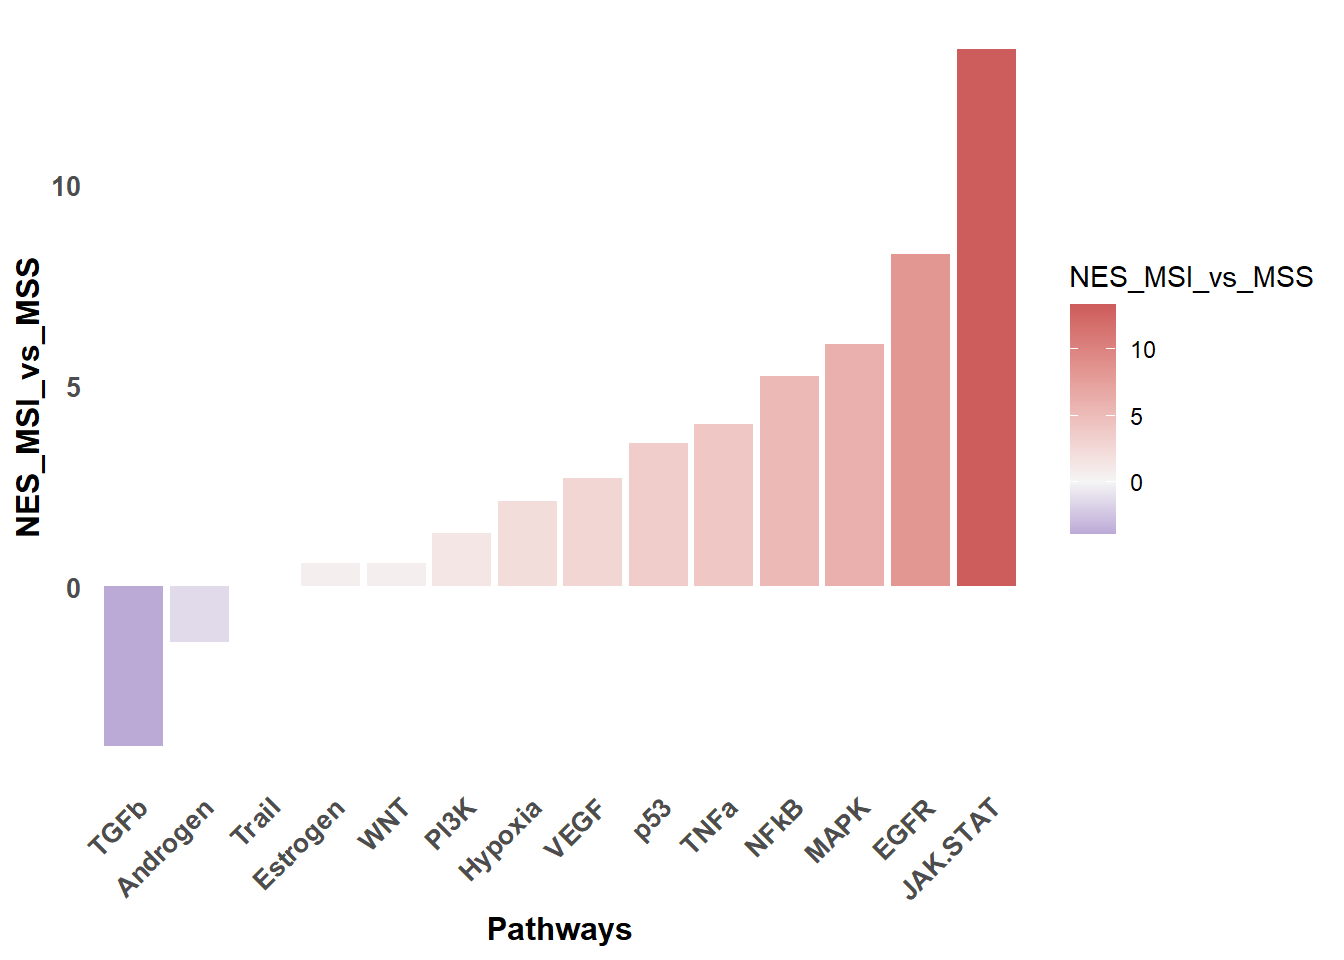 NES_MSI_vs_MSS
10
5
0
TGFb
Androgen
Trail
Estrogen
WNT
PI3K
Hypoxia
VEGF
p53
TNFa
NFkB
MAPK
EGFR
JAK.STAT
Pathways
NES_MSI_vs_MSS
10
5
0